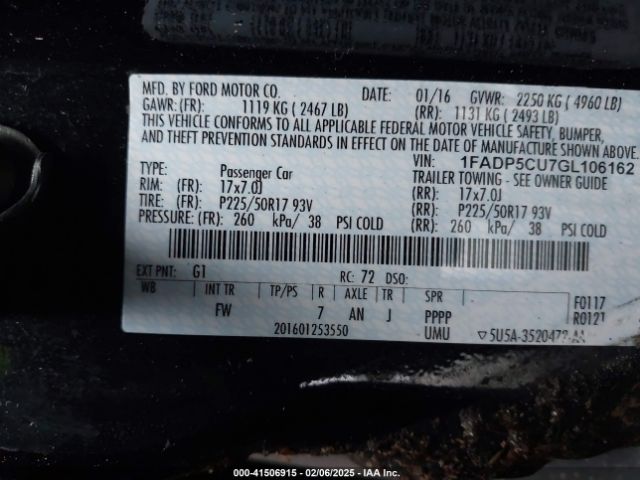 MFD. BY FORD MOTOR CO. DATE: 01/16 GVWR: 2250 KG ( 4960 LB)
GAWR: (FR): 1119 KG ( 2467 LB) (RR): 1131 KG ( 2493 LB)
THIS VEHICLE CONFORMS TO ALL APPLICABLE FEDERAL MOTOR VEHICLE SAFETY, BUMPER,
AND THEFT PREVENTION STANDARDS IN EFFECT ON THE DATE OF MANUFACTURE SHOWN ABOVE.
VIN: 1FADP5CU7GL106162
TYPE: Passenger Car TRAILER TOWING - SEE OWNER GUIDE
RIM: (FR): 17x7.0J (RR): 17x7.0J
TIRE: (FR): P225/50R17 93V (RR): P225/50R17 93V
PRESSURE: (FR): 260 kPa/ 38 PSI COLD (RR): 260 kPa/ 38 PSI COLD
EXT PNT: G1 RC: 72 DSO:
WB INT TR TP/PS R AXLE TR SPR F0117
FW 7 AN J PPPP R0121
201601253550 UMU
000-41506915 - 02/06/2025 - IAA Inc.